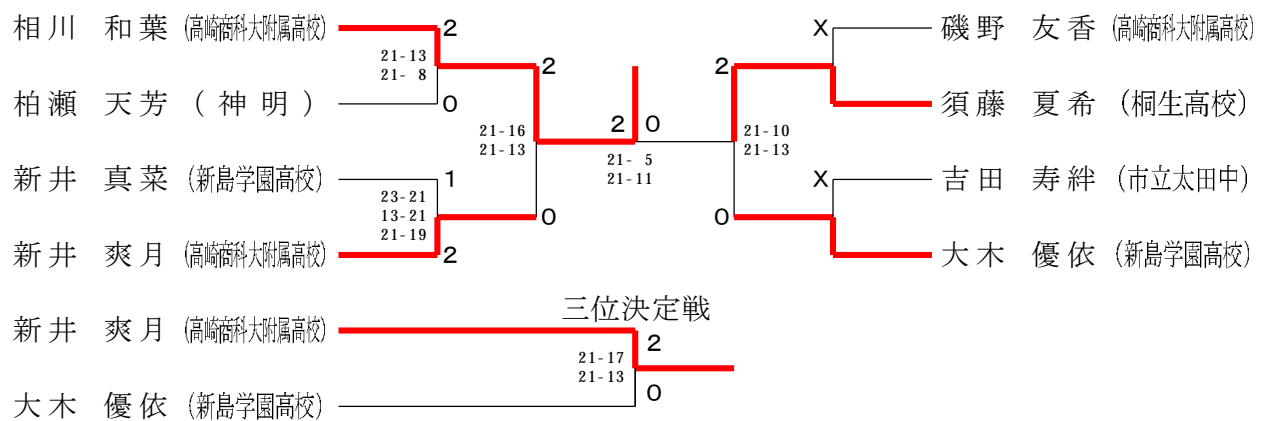 相川 和葉 (高崎商科大附属高校)
2
21-13
21- 8
柏瀬 天芳 (神明)
0
新井 真菜 (新島学園高校)
1
23-21
13-21
21-19
新井 爽月 (高崎商科大附属高校)
2
2
21-16
21-13
0
2 0
21- 5
21-11
2
21-10
21-13
0
X
磯野 友香 (高崎商科大附属高校)
須藤 夏希 (桐生高校)
X
吉田 寿絆 (市立太田中)
大木 優依 (新島学園高校)
三位決定戦
新井 爽月 (高崎商科大附属高校)
2
21-17
21-13
大木 優依 (新島学園高校)
0